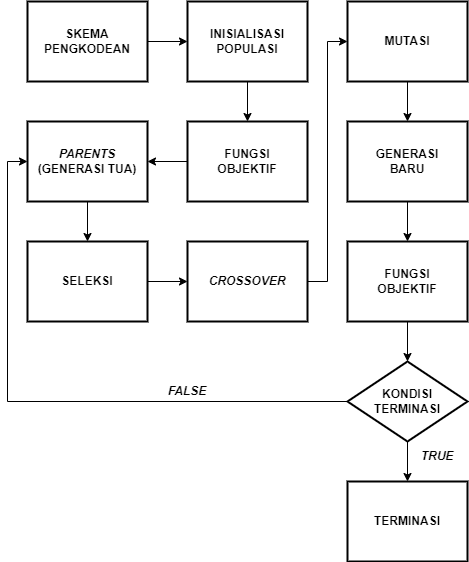 SKEMA
PENGKODEAN
INISIALISASI
POPULASI
MUTASI
PARENTS
(GENERASI TUA)
FUNGSI
OBJEKTIF
GENERASI
BARU
SELEKSI
CROSSOVER
FUNGSI
OBJEKTIF
FALSE
KONDISI
TERMINASI
TRUE
TERMINASI